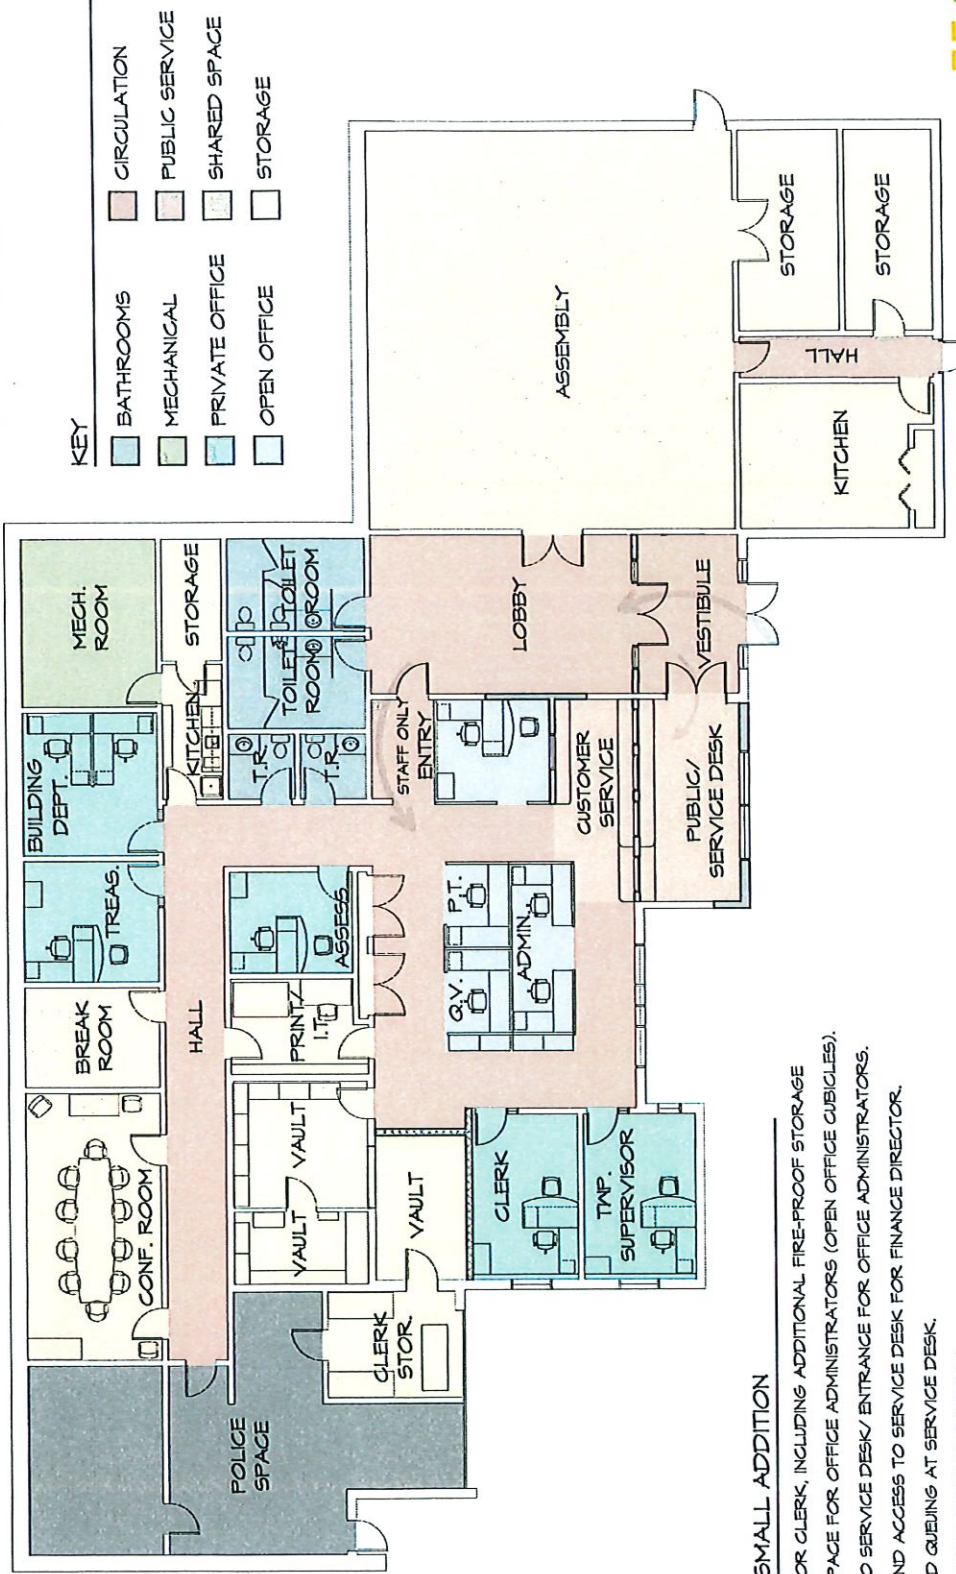 KEY
BATHROOMS
MECHANICAL
PRIVATE OFFICE
OPEN OFFICE
CIRCULATION
PUBLIC SERVICE
SHARED SPACE
STORAGE
POLICE
SPACE
CONF. ROOM
BREAK
ROOM
TREAS.
BUILDING
DEPT.
MECH.
ROOM
HALL
KITCHEN
STORAGE
CLERK
STOR.
VAULT
VAULT
VAULT
PRINT/
I.T.
ASSESS.
T.R.
T.R.
TOILET
ROOM
TOILET
ROOM
STAFF ONLY
ENTRY
CLERK
TWP.
SUPERVISOR
Q.V.
P.T.
ADMIN.
CUSTOMER
SERVICE
PUBLIC/
SERVICE DESK
LOBBY
VESTIBULE
ASSEMBLY
KITCHEN
HALL
STORAGE
STORAGE
SMALL ADDITION
OR CLERK, INCLUDING ADDITIONAL FIRE-PROOF STORAGE
PACE FOR OFFICE ADMINISTRATORS (OPEN OFFICE CUBICLES).
O SERVICE DESK/ ENTRANCE FOR OFFICE ADMINISTRATORS.
ND ACCESS TO SERVICE DESK FOR FINANCE DIRECTOR.
D QUEUING AT SERVICE DESK.